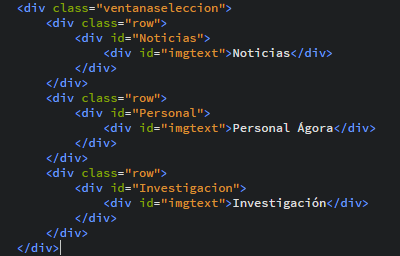 <div class="ventanaseleccion">
    <div class="row">
        <div id="Noticias">
            <div id="imgtext">Noticias</div>
        </div>
    </div>
    <div class="row">
        <div id="Personal">
            <div id="imgtext">Personal Ágora</div>
        </div>
    </div>
    <div class="row">
        <div id="Investigacion">
            <div id="imgtext">Investigación</div>
        </div>
    </div>
</div>